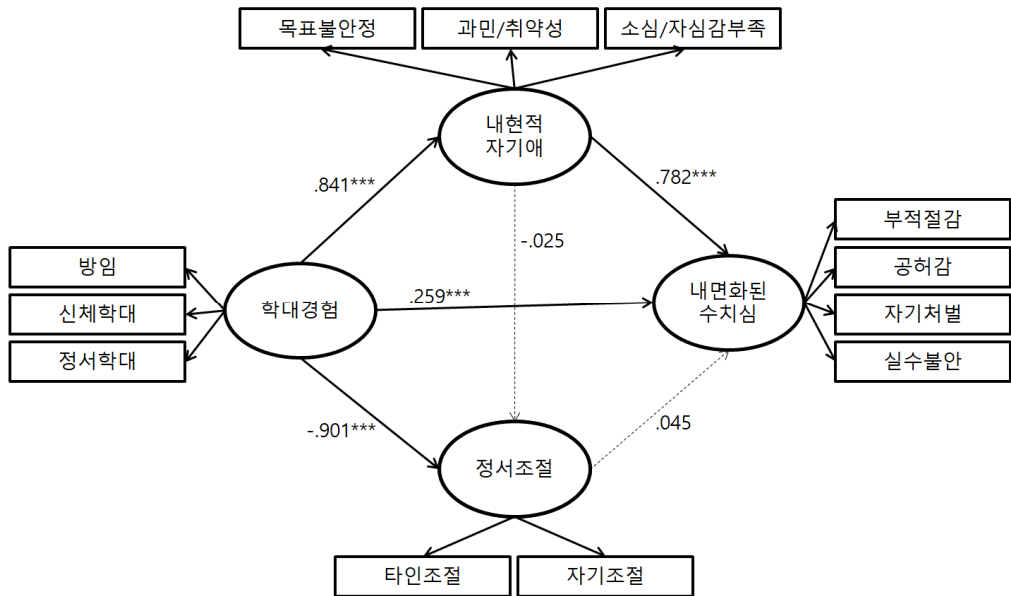 목표불안정
과민/취약성
소심/자심감부족
내현적
자기애
.841***
.782***
-.025
부적절감
방임
공허감
신체학대
학대경험
.259***
내면화된
수치심
자기처벌
정서학대
실수불안
-.901***
.045
정서조절
타인조절
자기조절